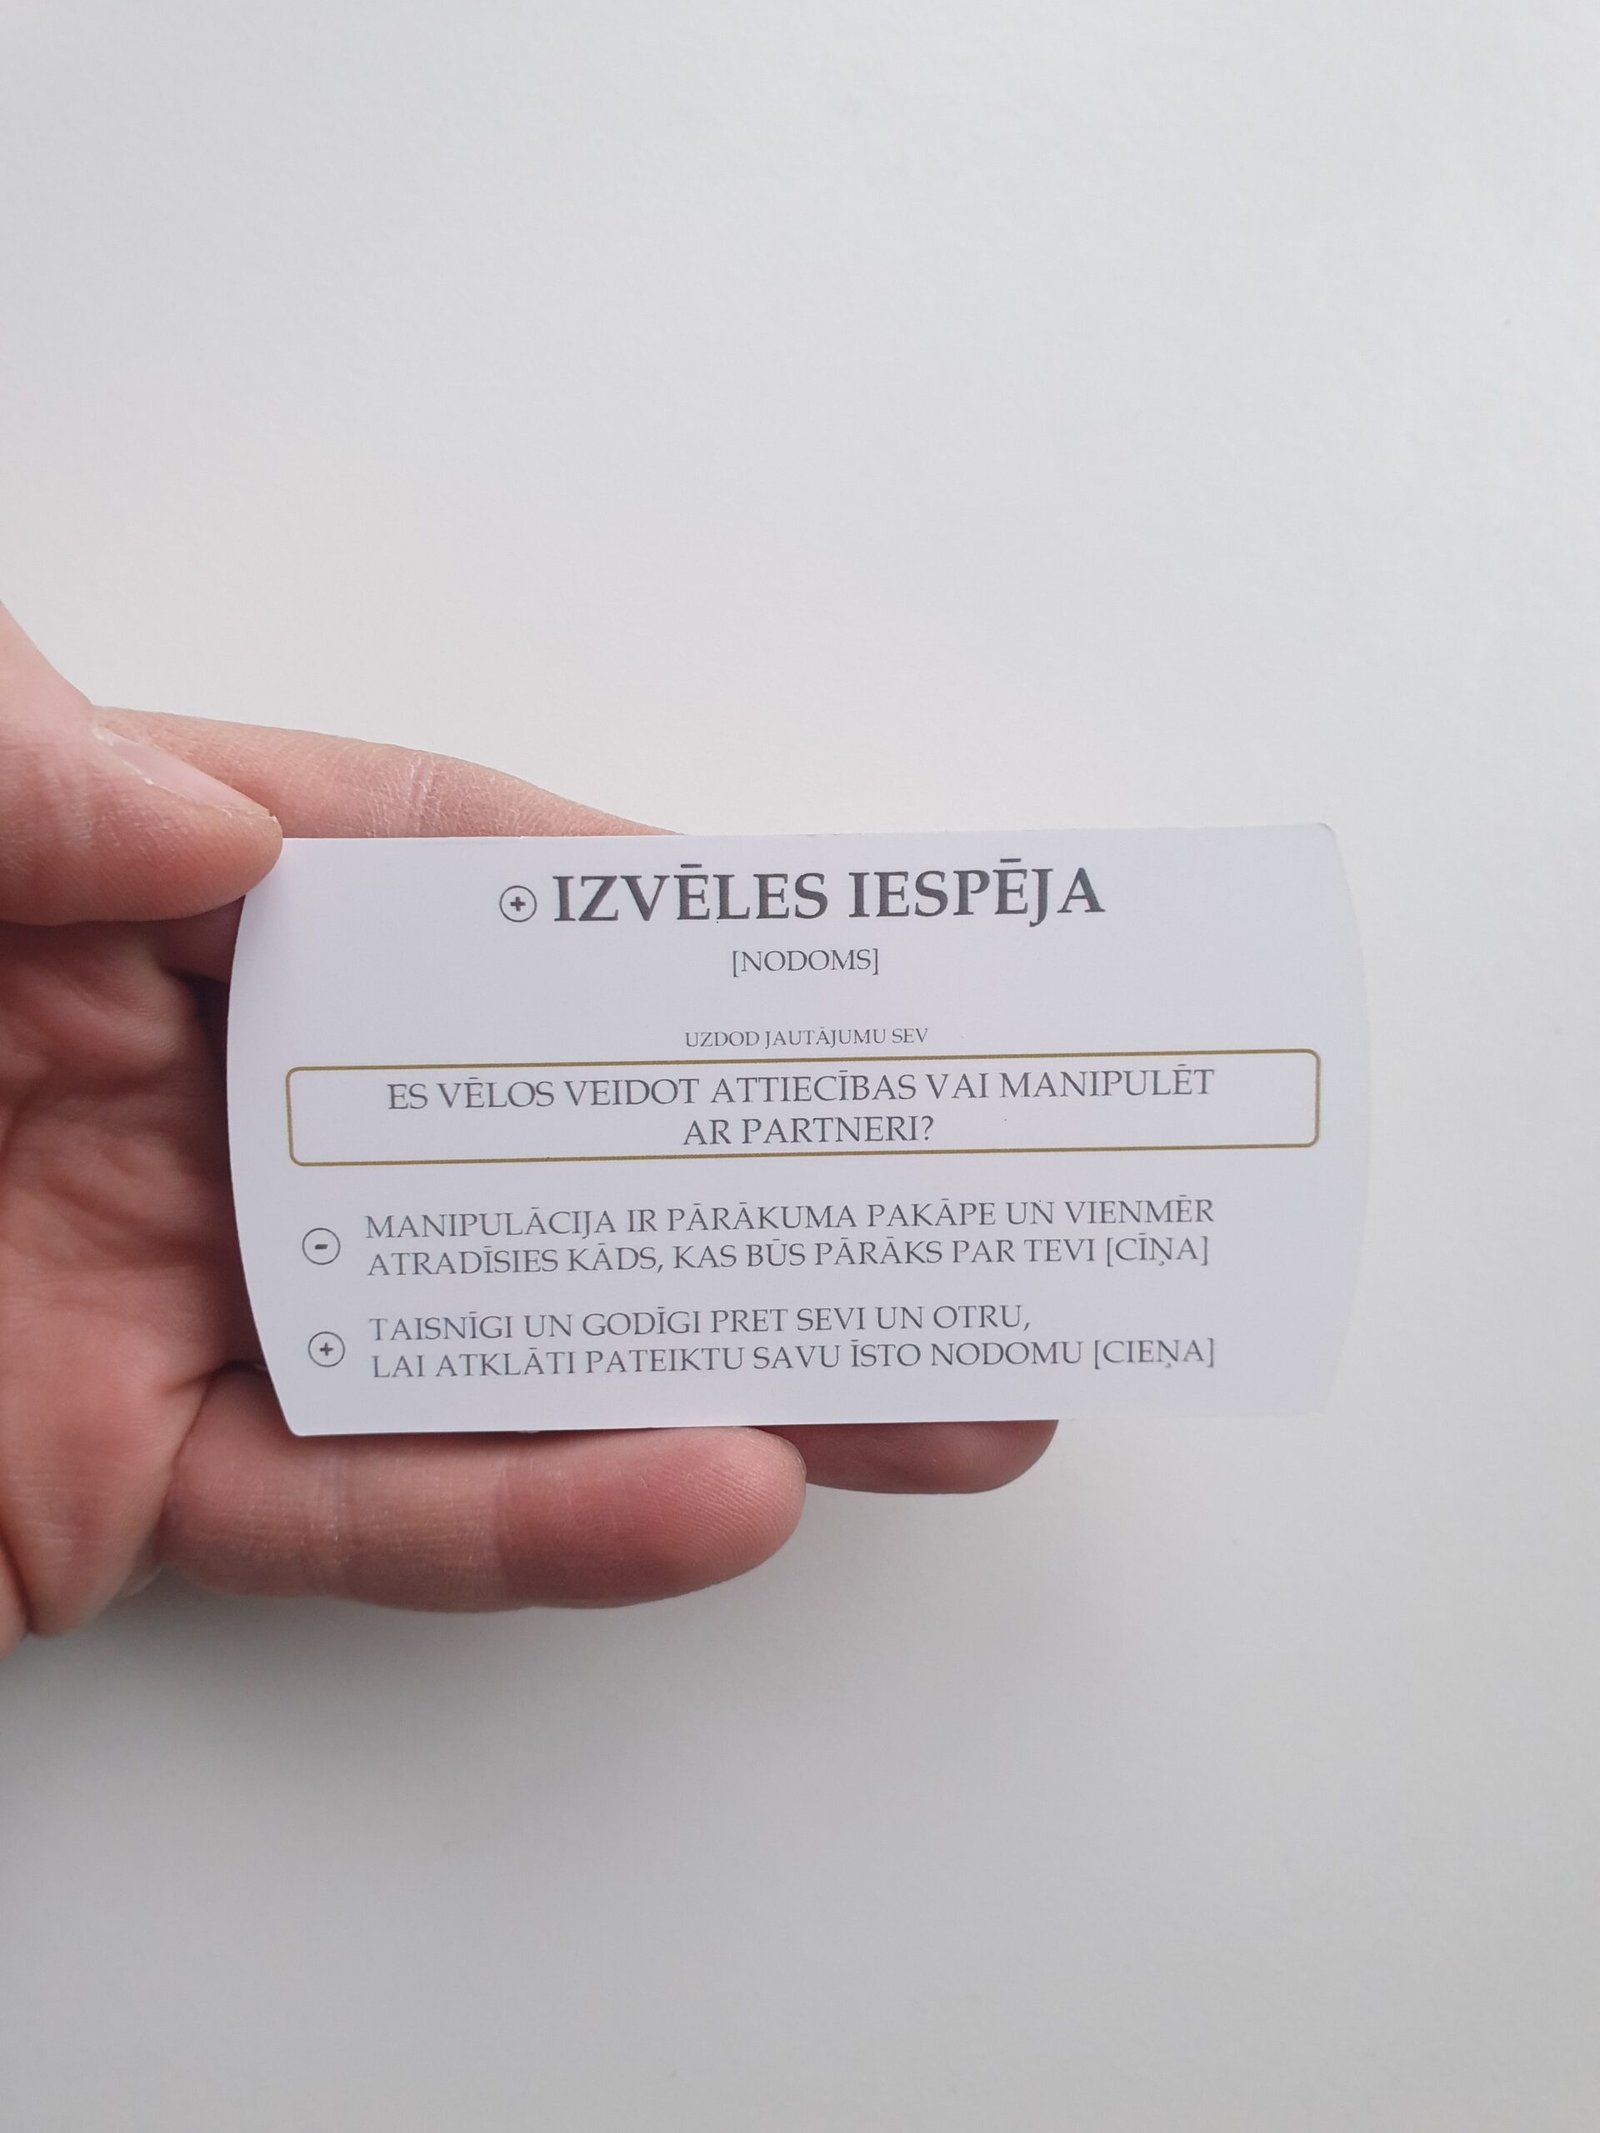 ⊕ IZVĒLES IESPĒJA
[NODOMS]
UZDOD JAUTĀJUMU SEV
ES VĒLOS VEIDOT ATTIECĪBAS VAI MANIPULĒT
AR PARTNERI?
⊖ MANIPULĀCIJA IR PĀRĀKUMA PAKĀPE UN VIENMĒR
ATRADĪSIES KĀDS, KAS BŪS PĀRĀKS PAR TEVI [CĪŅA]
⊕ TAISNĪGI UN GODĪGI PRET SEVI UN OTRU,
LAI ATKLĀTI PATEIKTU SAVU ĪSTO NODOMU [CIEŅA]